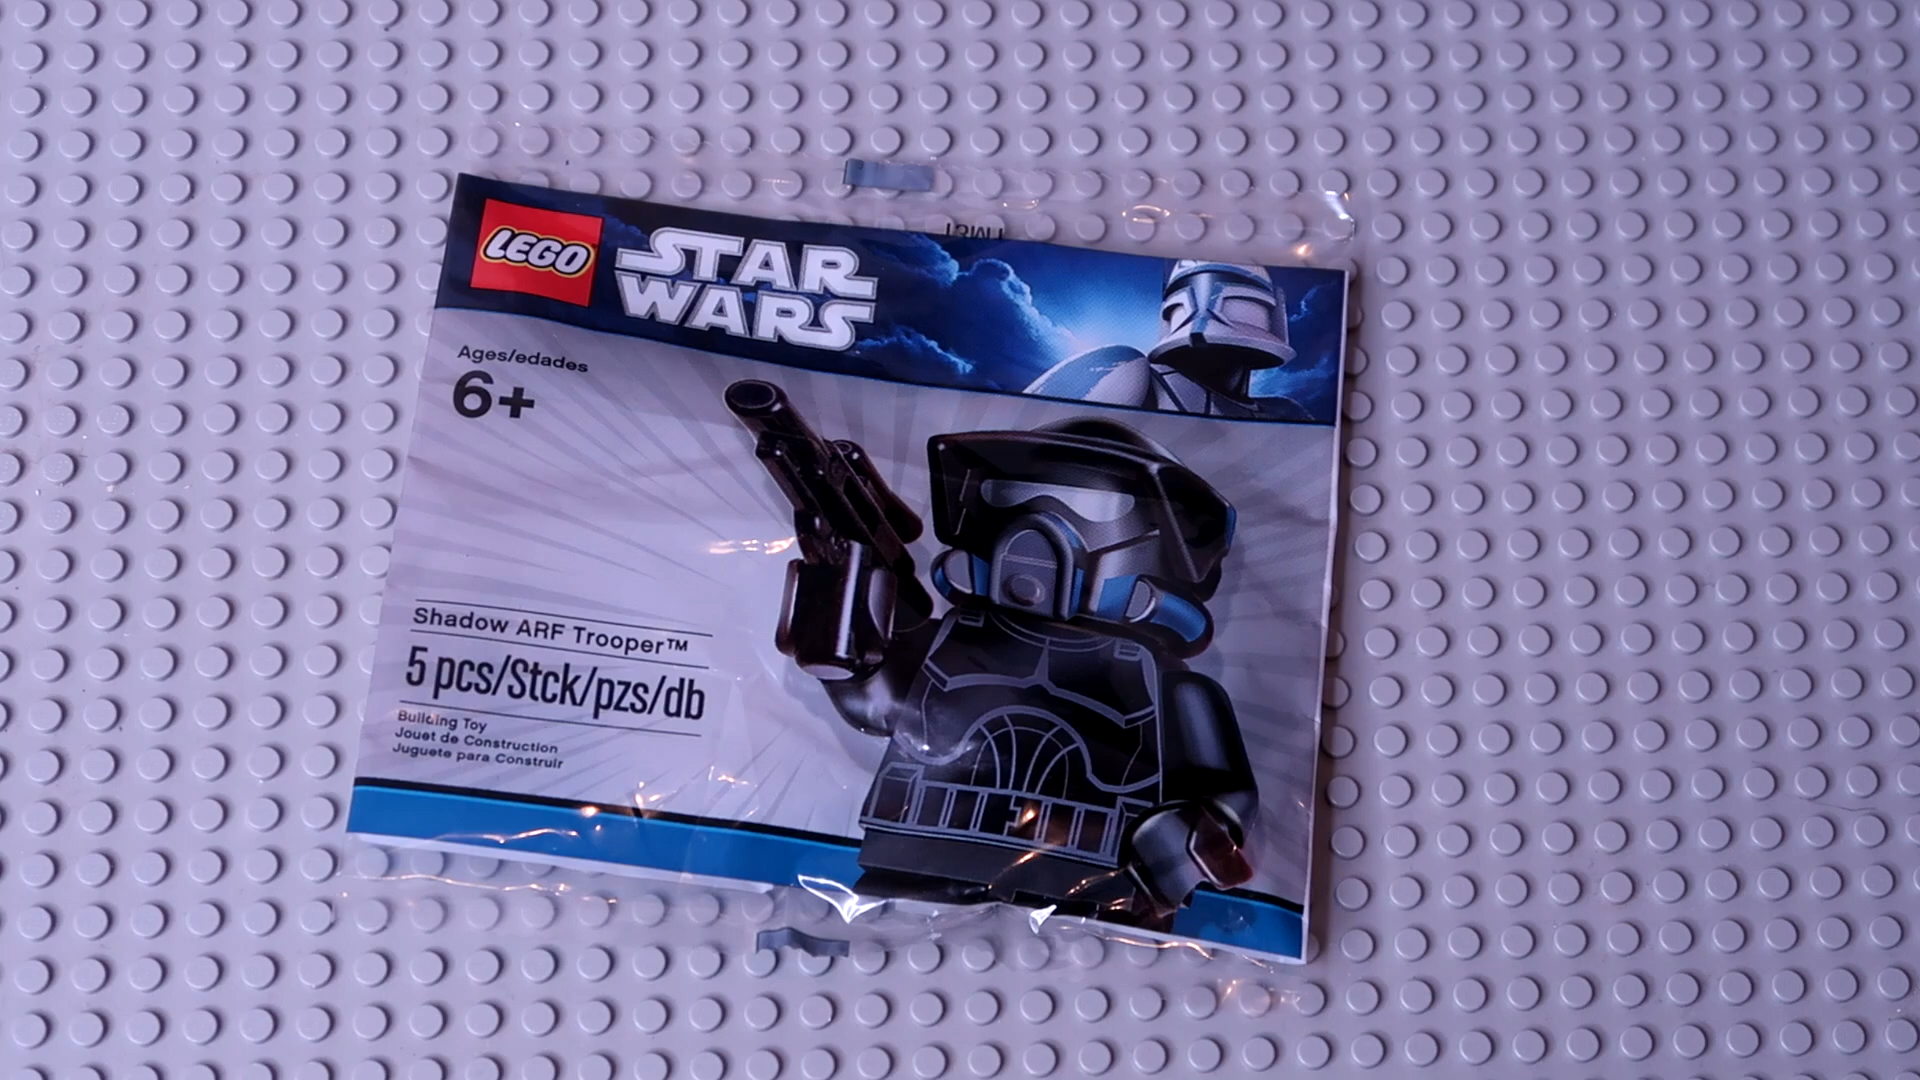 LEGO
STAR
WARS
Ages/edades
6+
Shadow ARF Trooper™
5 pcs/Stck/pzs/db
Building Toy
Jouet de Construction
Juguete para Construir